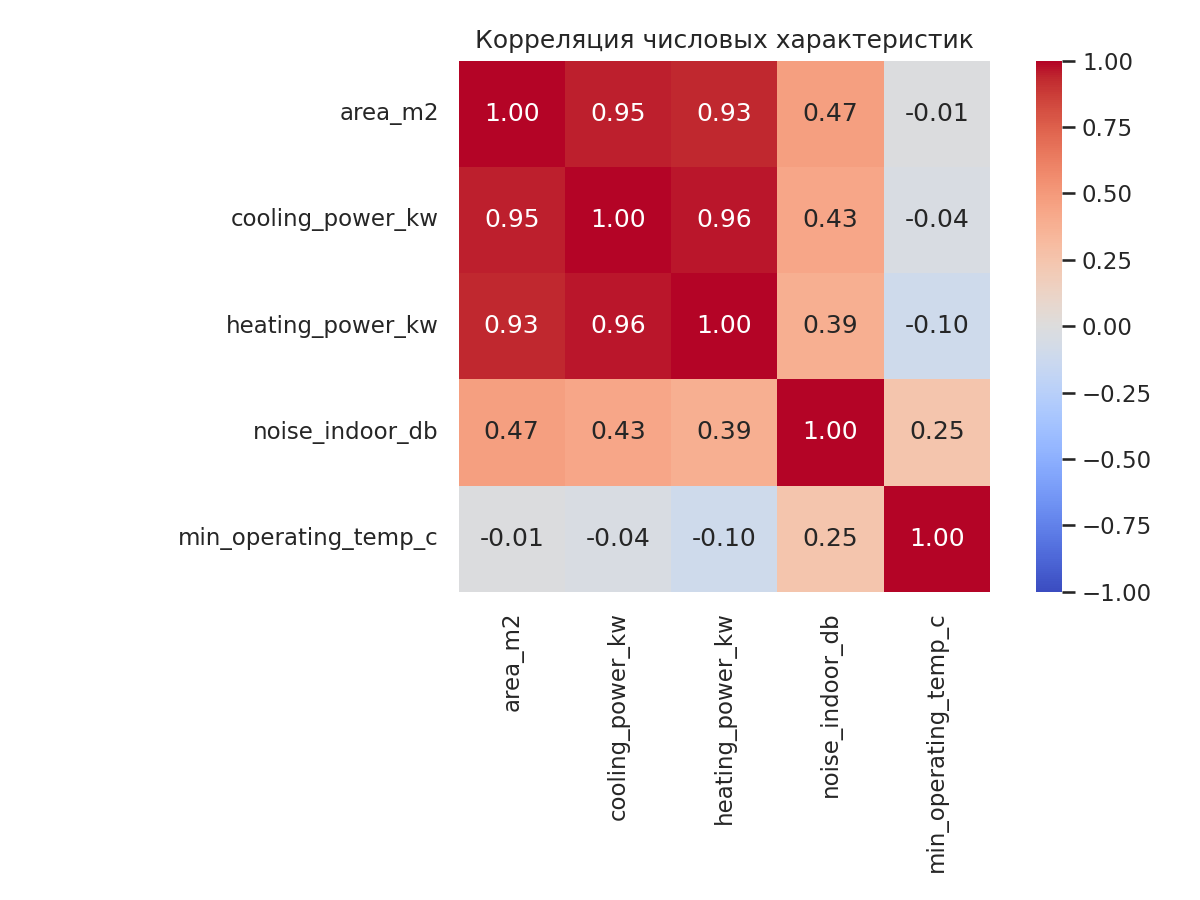 Корреляция числовых характеристик
area_m2 1.00 0.95 0.93 0.47 -0.01
cooling_power_kw 0.95 1.00 0.96 0.43 -0.04
heating_power_kw 0.93 0.96 1.00 0.39 -0.10
noise_indoor_db 0.47 0.43 0.39 1.00 0.25
min_operating_temp_c -0.01 -0.04 -0.10 0.25 1.00
area_m2
cooling_power_kw
heating_power_kw
noise_indoor_db
min_operating_temp_c
1.00
0.75
0.50
0.25
0.00
−0.25
−0.50
−0.75
−1.00